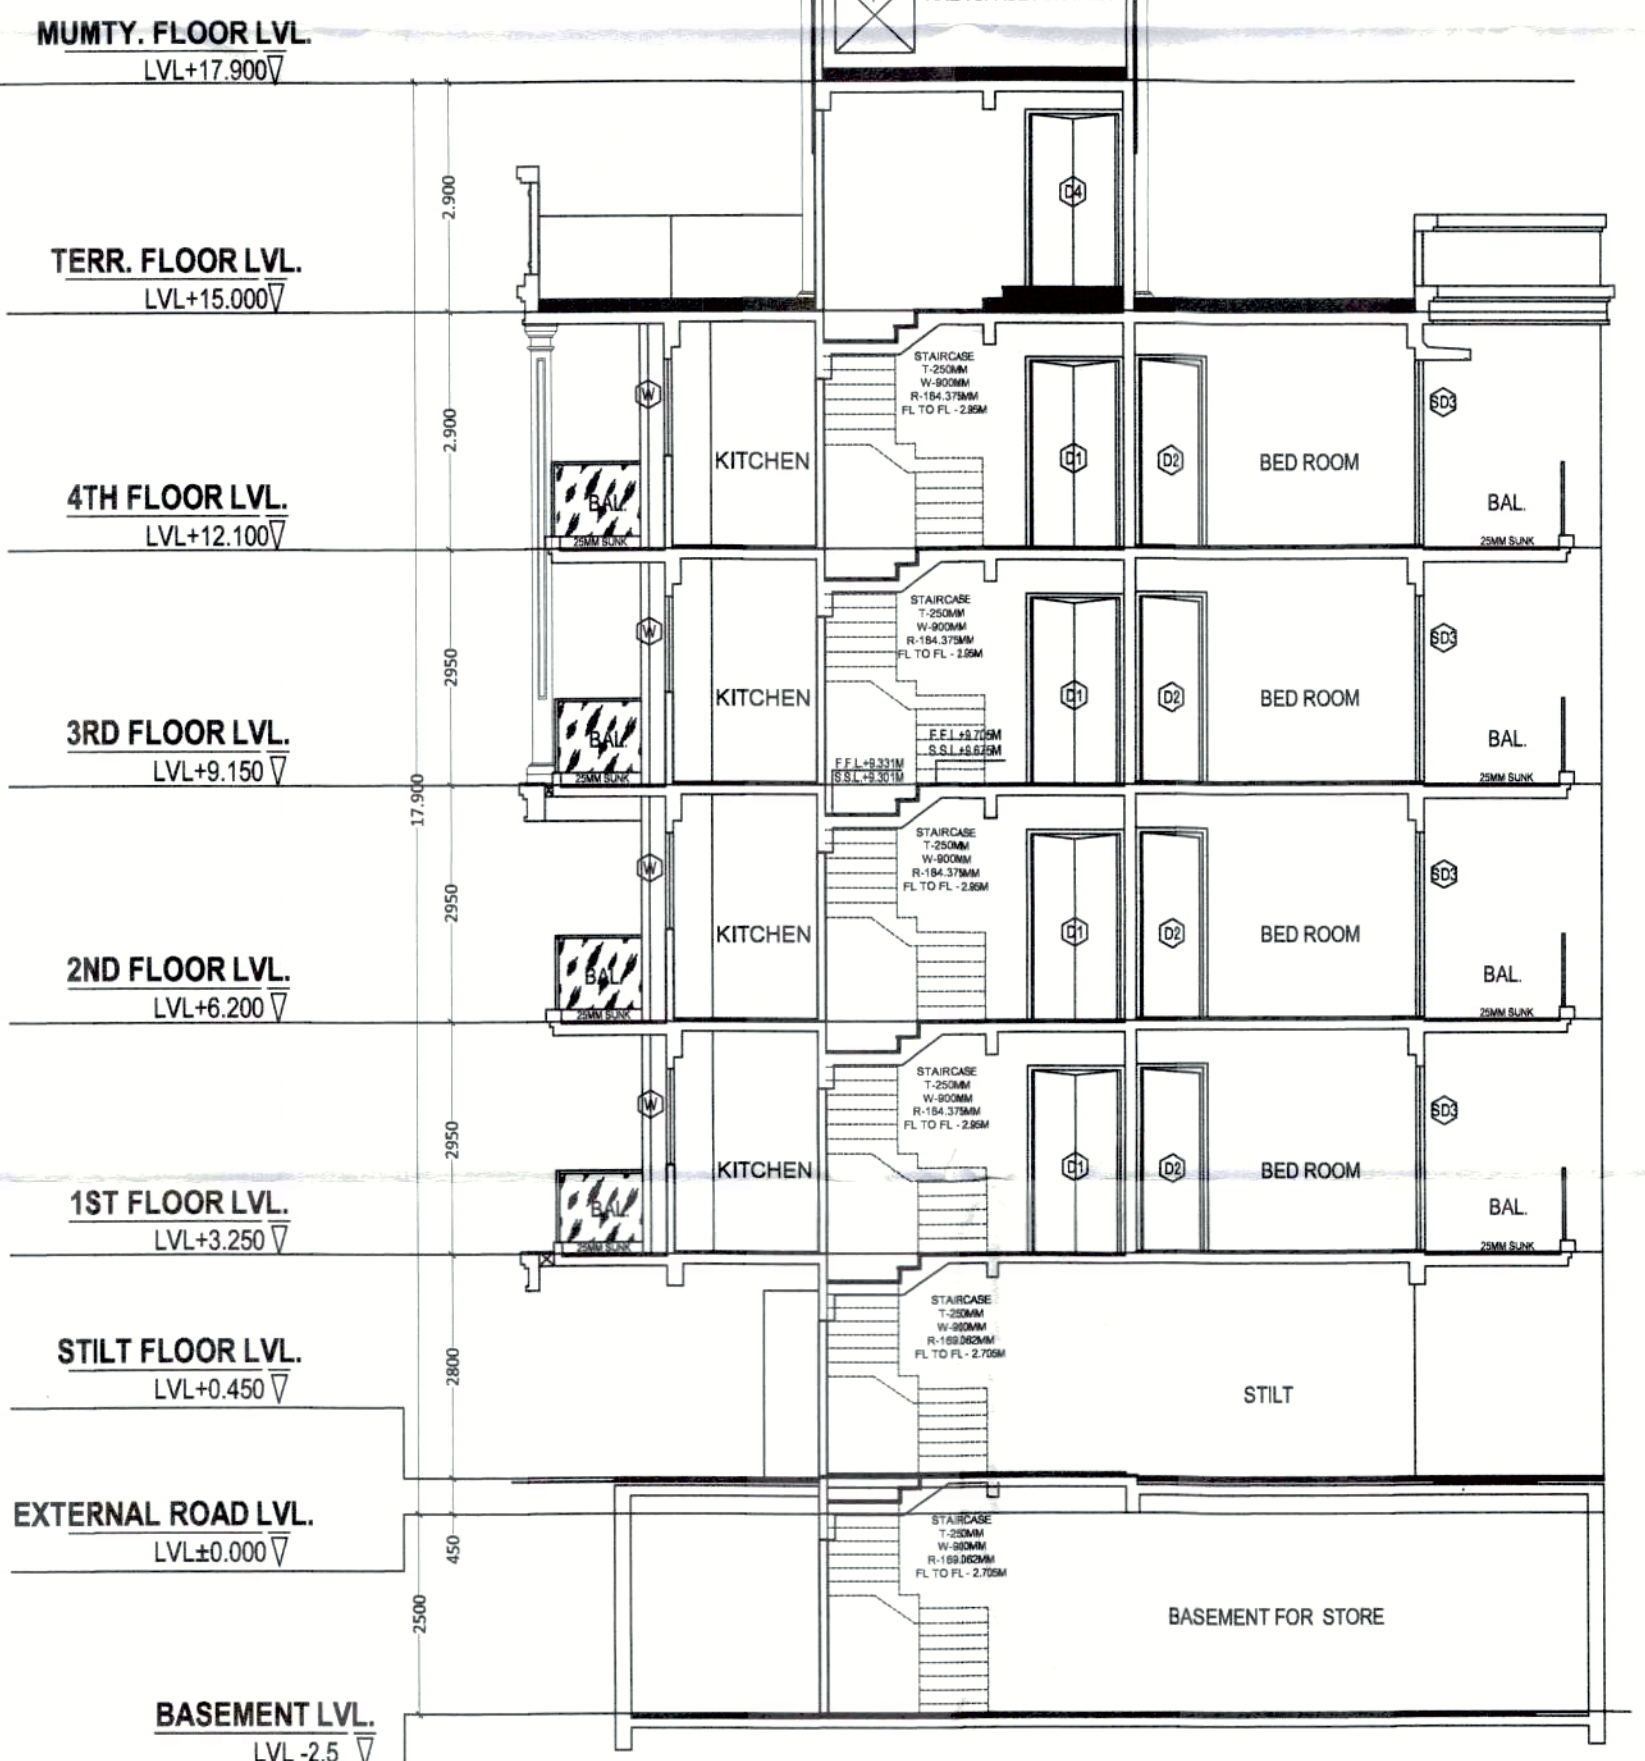 MUMTY. FLOOR LVL.
LVL+17.900
2.900
D4
TERR. FLOOR LVL.
LVL+15.000
STAIRCASE
T-250MM
W-900MM
R-184.375MM
FL TO FL - 2.95M
W
SD3
2.900
KITCHEN
D1
D2
BED ROOM
4TH FLOOR LVL.
LVL+12.100
BAL.
BAL.
25MM SUNK
25MM SUNK
STAIRCASE
T-250MM
W-900MM
R-184.375MM
FL TO FL - 2.95M
W
SD3
2950
KITCHEN
D1
D2
BED ROOM
3RD FLOOR LVL.
LVL+9.150
BAL.
F.F.L+9.705M
S.S.L+9.675M
BAL.
F.F.L+9.331M
S.S.L+9.301M
25MM SUNK
25MM SUNK
17.900
STAIRCASE
T-250MM
W-900MM
R-184.375MM
FL TO FL - 2.95M
W
SD3
2950
KITCHEN
D1
D2
BED ROOM
2ND FLOOR LVL.
LVL+6.200
BAL.
BAL.
25MM SUNK
25MM SUNK
STAIRCASE
T-250MM
W-900MM
R-184.375MM
FL TO FL - 2.95M
W
SD3
2950
KITCHEN
D1
D2
BED ROOM
1ST FLOOR LVL.
LVL+3.250
BAL.
BAL.
25MM SUNK
25MM SUNK
STAIRCASE
T-250MM
W-900MM
R-169.062MM
FL TO FL - 2.705M
STILT FLOOR LVL.
LVL+0.450
2800
STILT
EXTERNAL ROAD LVL.
LVL±0.000
450
STAIRCASE
T-250MM
W-900MM
R-169.062MM
FL TO FL - 2.705M
2500
BASEMENT FOR STORE
BASEMENT LVL.
LVL -2.5